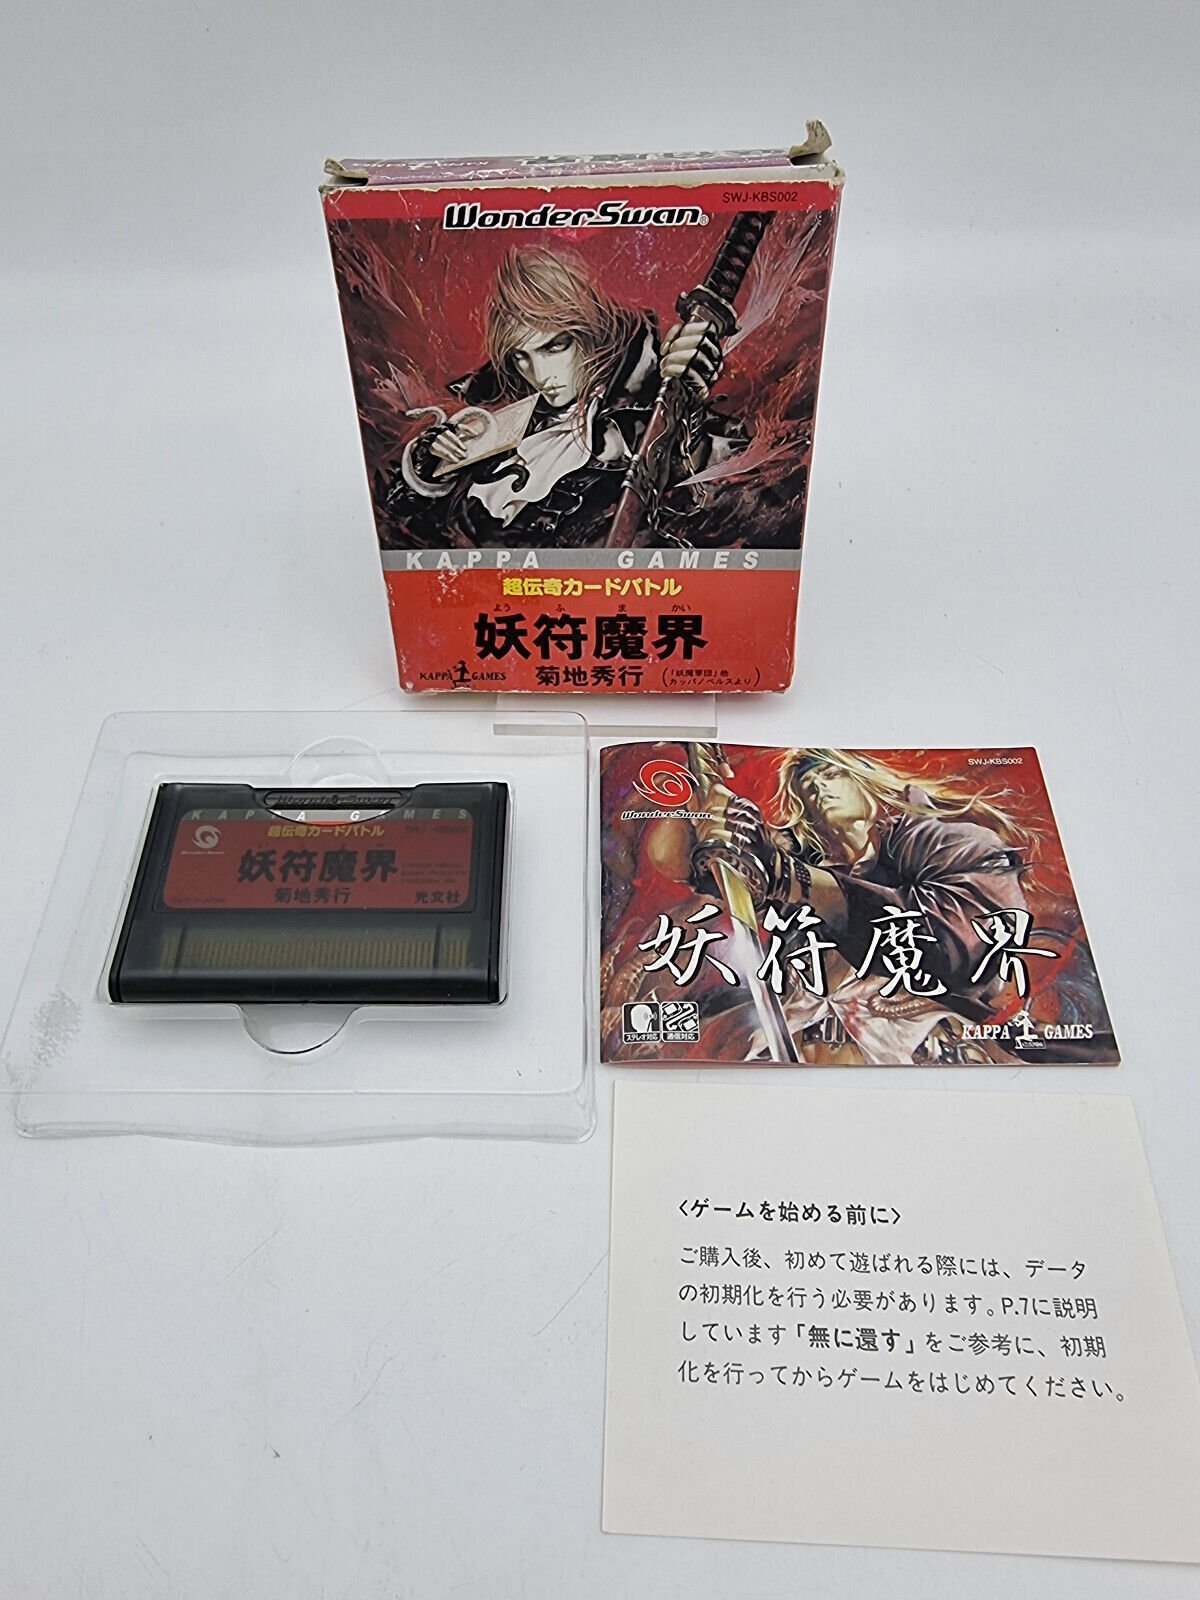 WonderSwan®
SWJ-KBS002
KAPPA GAMES
超伝奇カードバトル
よう ふ ま かい
妖符魔界
KAPPA GAMES
菊地秀行
(「妖魔軍団」他
カッパノベルスより)
WonderSwan
KAPPA GAMES
超伝奇カードバトル
WonderSwan
妖符魔界
菊地秀行
光文社
SWJ-KBS002
WonderSwan
妖符魔界
ステレオ対応
通信対応
KAPPA GAMES
〈ゲームを始める前に〉
ご購入後、初めて遊ばれる際には、データ
の初期化を行う必要があります。P.7に説明
しています「無に還す」をご参考に、初期
化を行ってからゲームをはじめてください。